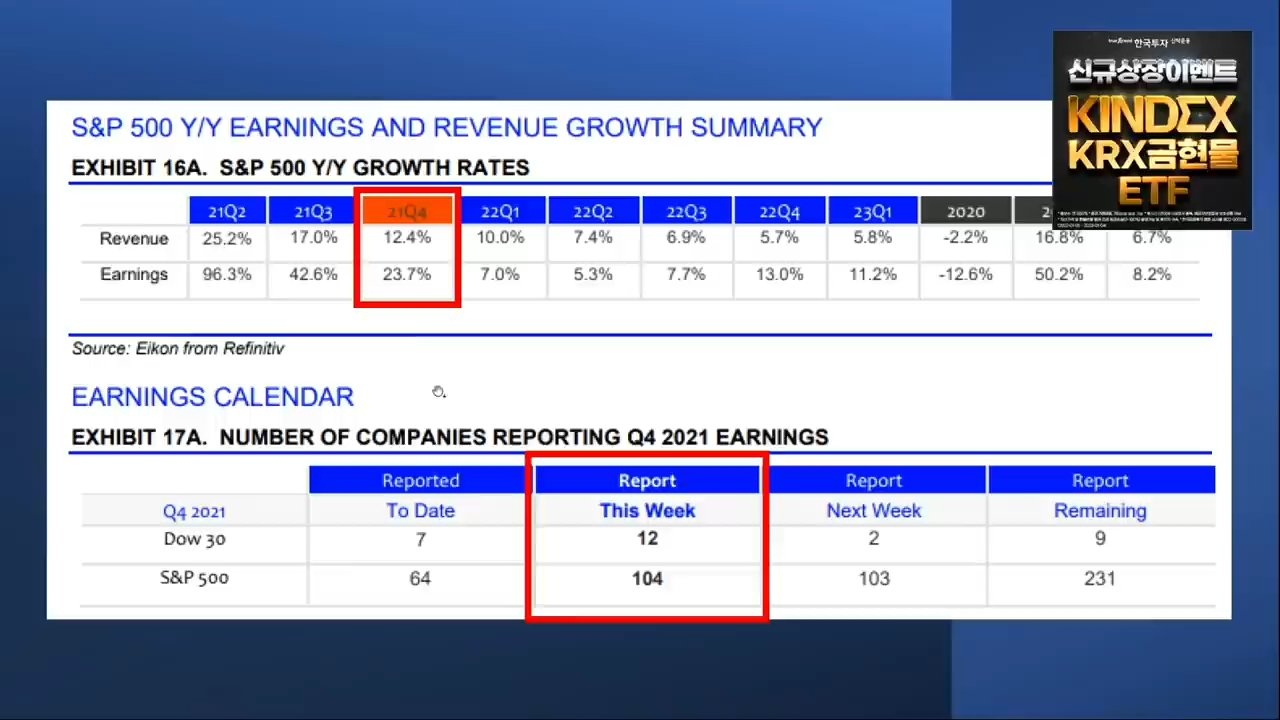 한국투자 신탁운용
신규상장이벤트
KINDEX
KRX금현물
ETF
S&P 500 Y/Y EARNINGS AND REVENUE GROWTH SUMMARY
EXHIBIT 16A. S&P 500 Y/Y GROWTH RATES
21Q2 21Q3 21Q4 22Q1 22Q2 22Q3 22Q4 23Q1 2020
Revenue 25.2% 17.0% 12.4% 10.0% 7.4% 6.9% 5.7% 5.8% -2.2% 16.8% 6.7%
Earnings 96.3% 42.6% 23.7% 7.0% 5.3% 7.7% 13.0% 11.2% -12.6% 50.2% 8.2%
Source: Eikon from Refinitiv
EARNINGS CALENDAR
EXHIBIT 17A. NUMBER OF COMPANIES REPORTING Q4 2021 EARNINGS
Reported Report Report Report
Q4 2021 To Date This Week Next Week Remaining
Dow 30 7 12 2 9
S&P 500 64 104 103 231